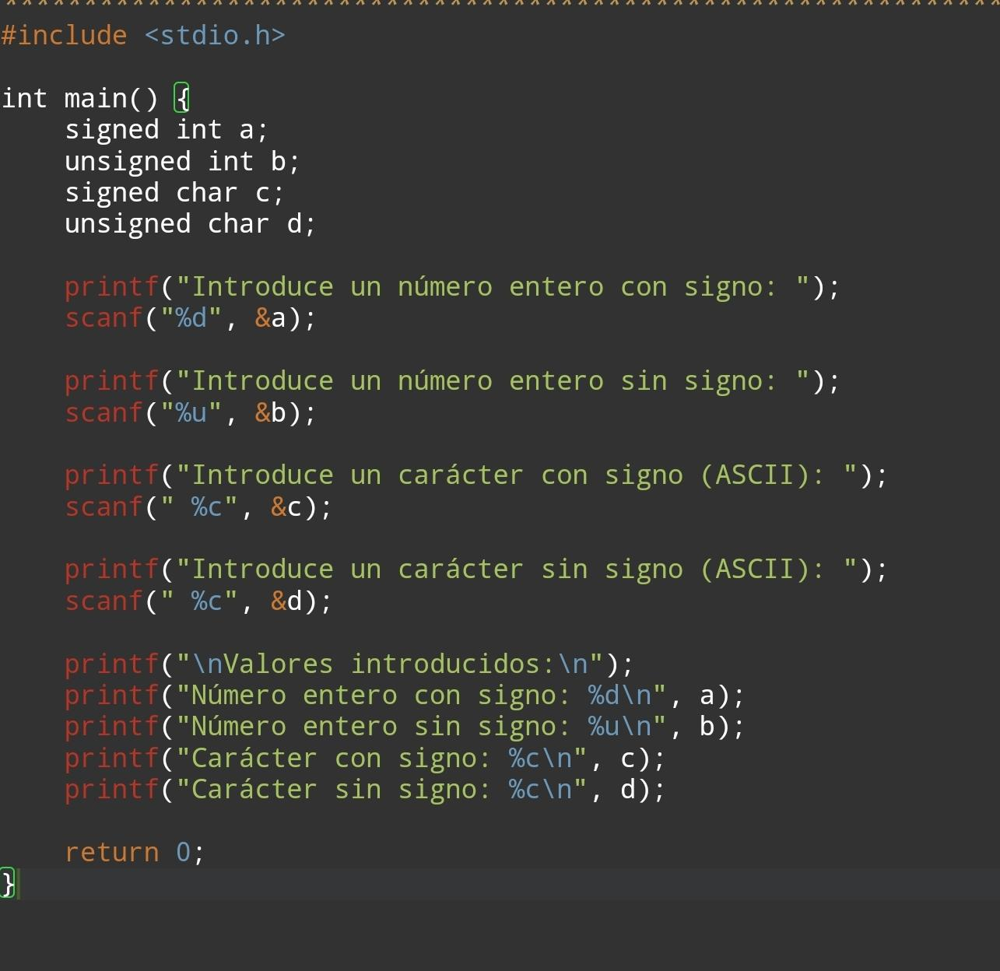 #include <stdio.h>
int main() {
signed int a;
unsigned int b;
signed char c;
unsigned char d;
printf("Introduce un número entero con signo: ");
scanf("%d", &a);
printf("Introduce un número entero sin signo: ");
scanf("%u", &b);
printf("Introduce un carácter con signo (ASCII): ");
scanf(" %c", &c);
printf("Introduce un carácter sin signo (ASCII): ");
scanf(" %c", &d);
printf("\nValores introducidos:\n");
printf("Número entero con signo: %d\n", a);
printf("Número entero sin signo: %u\n", b);
printf("Carácter con signo: %c\n", c);
printf("Carácter sin signo: %c\n", d);
return 0;
}